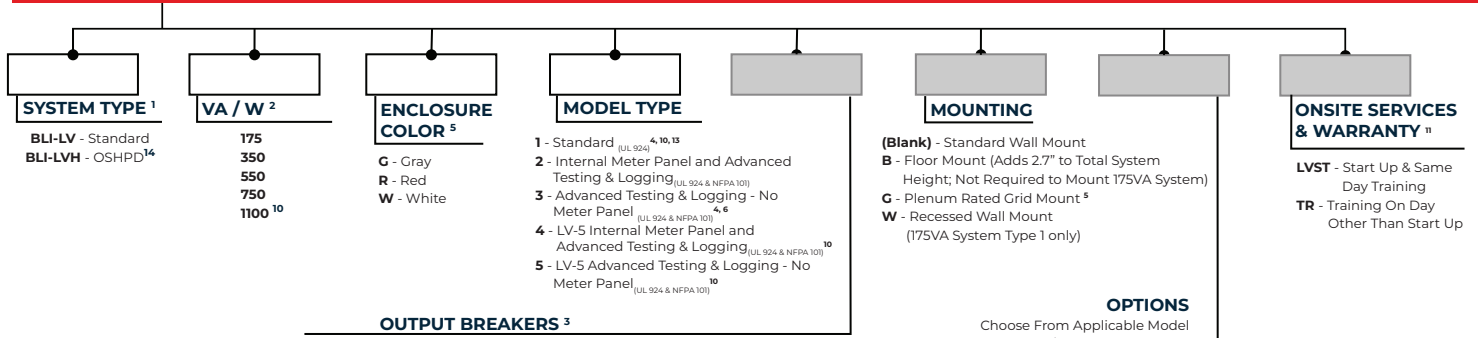 SYSTEM TYPE 1
BLI-LV - Standard
BLI-LVH - OSHPD14
VA / W 2
175
350
550
750
1100 10
ENCLOSURE
COLOR 5
G - Gray
R - Red
W - White
MODEL TYPE
1 - Standard (UL 924) 4, 10, 13
2 - Internal Meter Panel and Advanced
Testing & Logging (UL 924 & NFPA 101)
3 - Advanced Testing & Logging - No
Meter Panel (UL 924 & NFPA 101) 4, 6
4 - LV-5 Internal Meter Panel and
Advanced Testing & Logging (UL 924 & NFPA 101) 10
5 - LV-5 Advanced Testing & Logging - No
Meter Panel (UL 924 & NFPA 101) 10
OUTPUT BREAKERS 3
MOUNTING
(Blank) - Standard Wall Mount
B - Floor Mount (Adds 2.7" to Total System
Height; Not Required to Mount 175VA System)
G - Plenum Rated Grid Mount 5
W - Recessed Wall Mount
(175VA System Type 1 only)
OPTIONS
Choose From Applicable Model
ONSITE SERVICES
& WARRANTY 11
LVST - Start Up & Same
Day Training
TR - Training On Day
Other Than Start Up